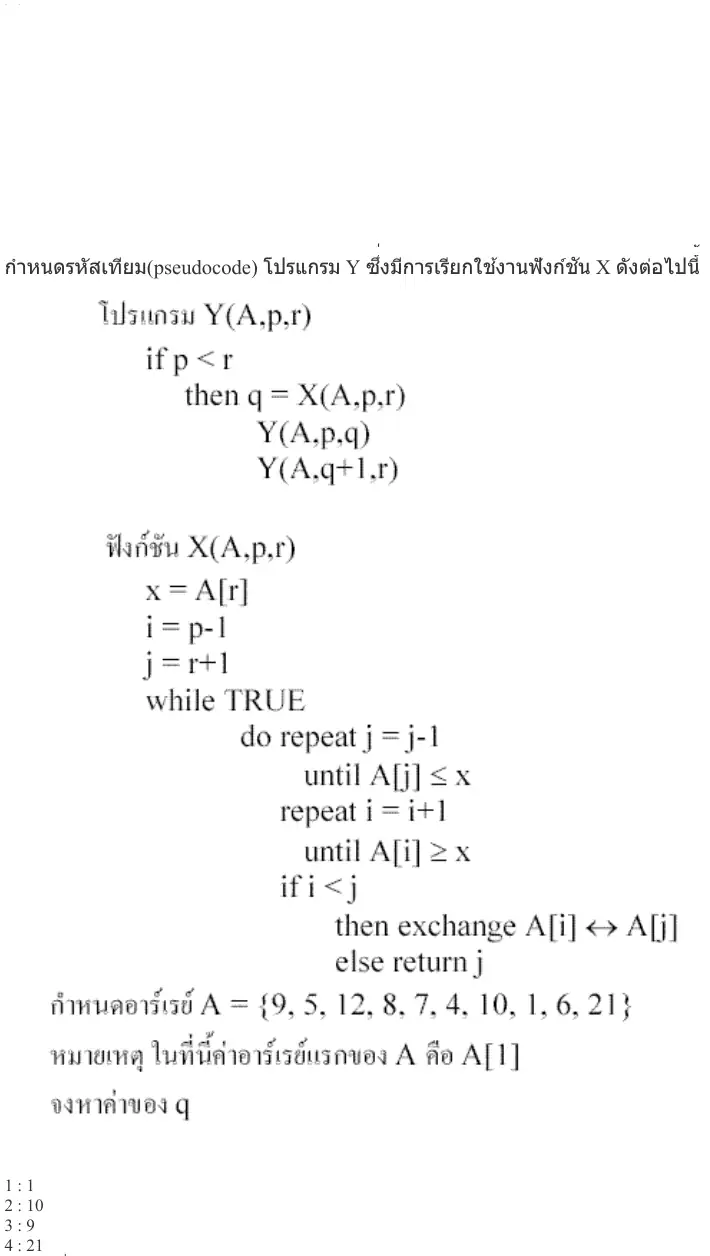 กำหนดรหัสเทียม(pseudocode) โปรแกรม Y ซึ่งมีการเรียกใช้งานฟังก์ชัน X ดังต่อไปนี้
โปรแกรม Y(A,p,r)
if p < r
then q = X(A,p,r)
Y(A,p,q)
Y(A,q+1,r)
ฟังก์ชัน X(A,p,r)
x = A[r]
i = p-1
j = r+1
while TRUE
do repeat j = j-1
until A[j] ≤ x
repeat i = i+1
until A[i] ≥ x
if i < j
then exchange A[i] ↔ A[j]
else return j
กำหนดอาร์เรย์ A = {9, 5, 12, 8, 7, 4, 10, 1, 6, 21}
หมายเหตุ ในที่นี้ค่าอาร์เรย์แรกของ A คือ A[1]
จงหาค่าของ q
1 : 1
2 : 10
3 : 9
4 : 21